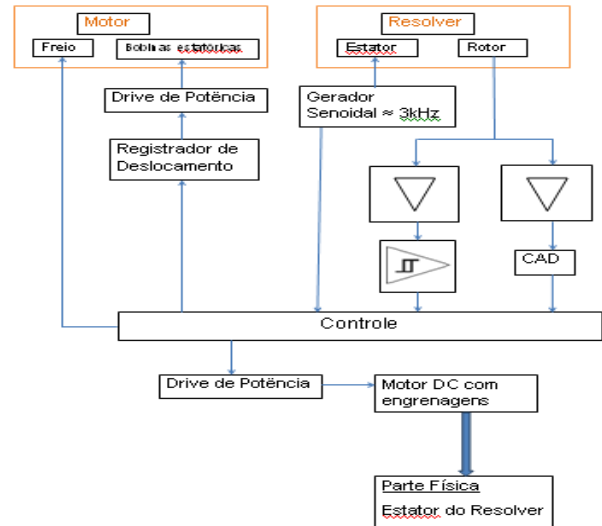 Motor
Resolver
Freio
Bobinas estatóricas
Estator
Rotor
Drive de Potência
Gerador
Senoidal ≈ 3kHz
Registrador de
Deslocamento
CAD
Controle
Drive de Potência
Motor DC com
engrenagens
Parte Física
Estator do Resolver